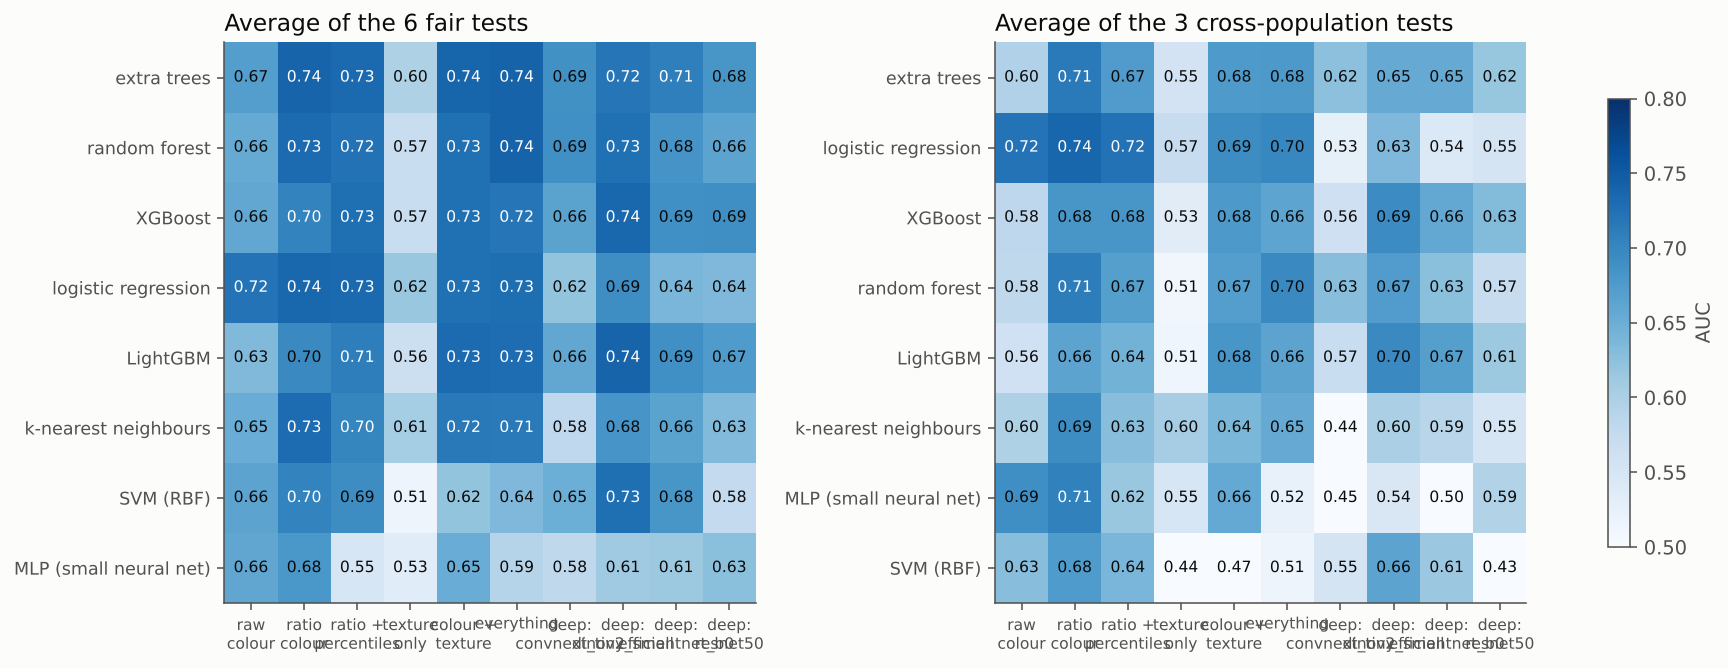 Average of the 6 fair tests
extra trees 0.67 0.74 0.73 0.60 0.74 0.74 0.69 0.72 0.71 0.68
random forest 0.66 0.73 0.72 0.57 0.73 0.74 0.69 0.73 0.68 0.66
XGBoost 0.66 0.70 0.73 0.57 0.73 0.72 0.66 0.74 0.69 0.69
logistic regression 0.72 0.74 0.73 0.62 0.73 0.73 0.62 0.69 0.64 0.64
LightGBM 0.63 0.70 0.71 0.56 0.73 0.73 0.66 0.74 0.69 0.67
k-nearest neighbours 0.65 0.73 0.70 0.61 0.72 0.71 0.58 0.68 0.66 0.63
SVM (RBF) 0.66 0.70 0.69 0.51 0.62 0.64 0.65 0.73 0.68 0.58
MLP (small neural net) 0.66 0.68 0.55 0.53 0.65 0.59 0.58 0.61 0.61 0.63
raw ratio ratio + texture colour + everything deep: deep: deep: deep:
colour colour percentiles only texture
Average of the 3 cross-population tests
extra trees 0.60 0.71 0.67 0.55 0.68 0.68 0.62 0.65 0.65 0.62
logistic regression 0.72 0.74 0.72 0.57 0.69 0.70 0.53 0.63 0.54 0.55
XGBoost 0.58 0.68 0.68 0.53 0.68 0.66 0.56 0.69 0.66 0.63
random forest 0.58 0.71 0.67 0.51 0.67 0.70 0.63 0.67 0.63 0.57
LightGBM 0.56 0.66 0.64 0.51 0.68 0.66 0.57 0.70 0.67 0.61
k-nearest neighbours 0.60 0.69 0.63 0.60 0.64 0.65 0.44 0.60 0.59 0.55
MLP (small neural net) 0.69 0.71 0.62 0.55 0.66 0.52 0.45 0.54 0.50 0.59
SVM (RBF) 0.63 0.68 0.64 0.44 0.47 0.51 0.55 0.66 0.61 0.43
raw ratio ratio + texture colour + everything deep: deep: deep: deep:
colour colour percentiles only texture
0.80
0.75
0.70
0.65
0.60
0.55
0.50
AUC